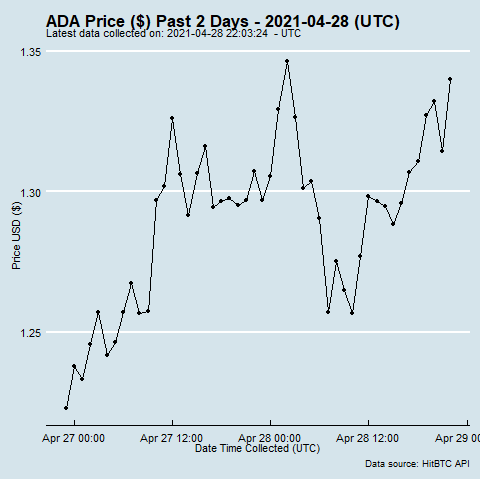 ADA Price ($) Past 2 Days - 2021-04-28 (UTC)
Latest data collected on: 2021-04-28 22:03:24 - UTC
1.35
1.30
1.25
Price USD ($)
Apr 27 00:00 Apr 27 12:00 Apr 28 00:00 Apr 28 12:00 Apr 29 00
Date Time Collected (UTC)
Data source: HitBTC API